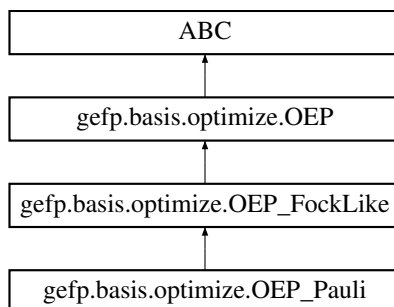 ABC
gefp.basis.optimize.OEP
gefp.basis.optimize.OEP_FockLike
gefp.basis.optimize.OEP_Pauli